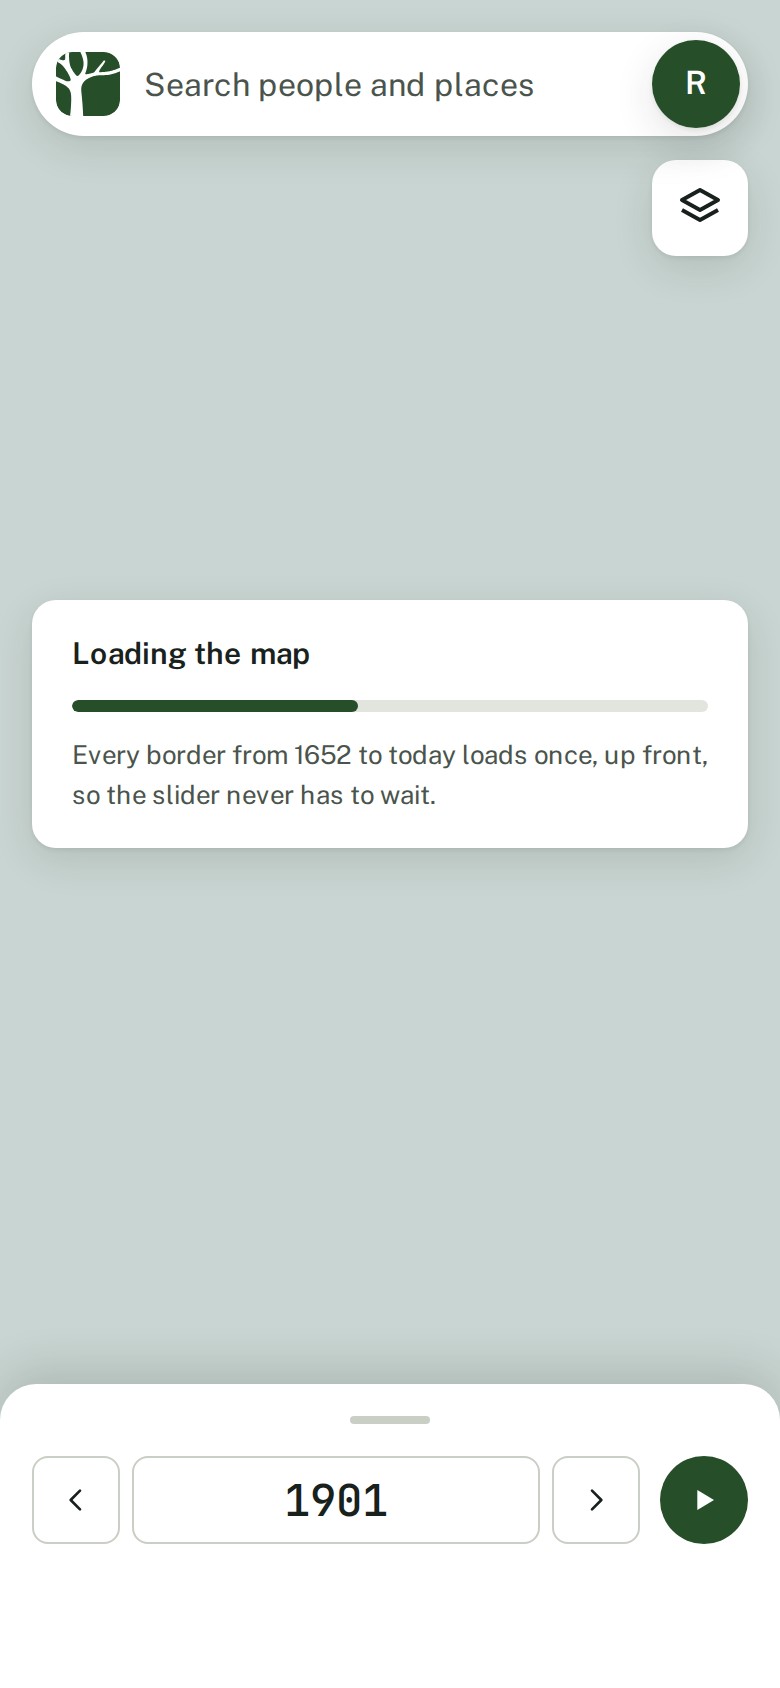 Search people and places
R
Loading the map
Every border from 1652 to today loads once, up front,
so the slider never has to wait.
1901